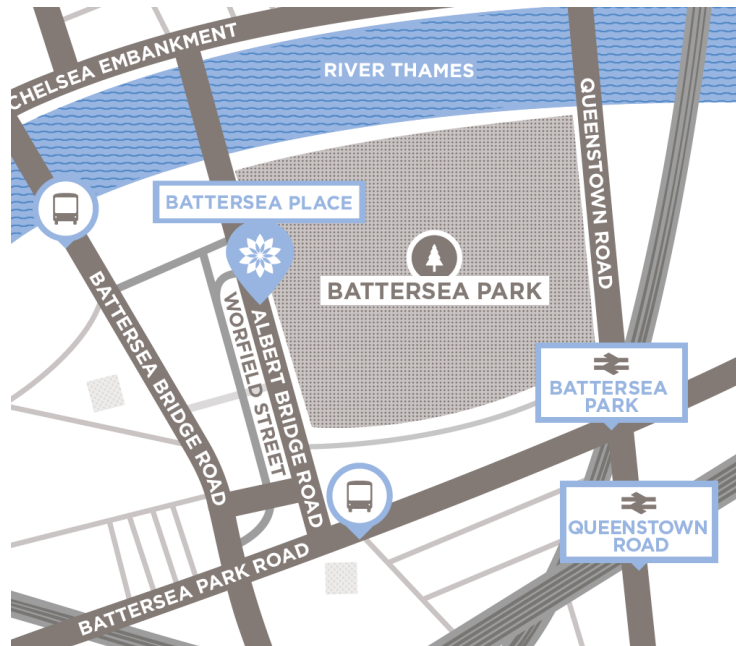 CHELSEA EMBANKMENT
RIVER THAMES
QUEENSTOWN ROAD
BATTERSEA PLACE
BATTERSEA PARK
BATTERSEA BRIDGE ROAD
WORFIELD STREET
ALBERT BRIDGE ROAD
BATTERSEA
PARK
QUEENSTOWN
ROAD
BATTERSEA PARK ROAD